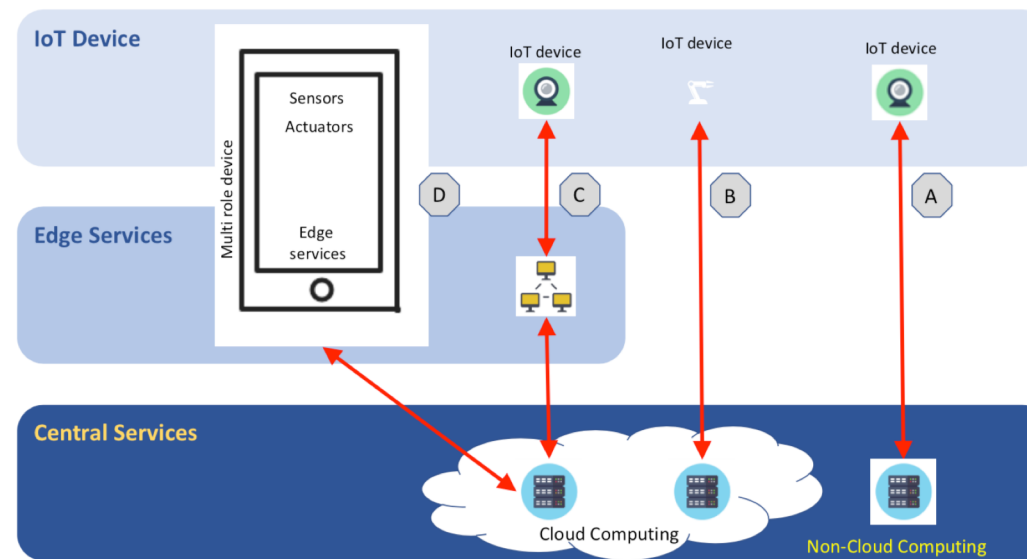 IoT Device
IoT device
IoT device
IoT device
Sensors
Actuators
Multi role device
D
C
B
A
Edge Services
Edge
services
Central Services
Cloud Computing
Non-Cloud Computing